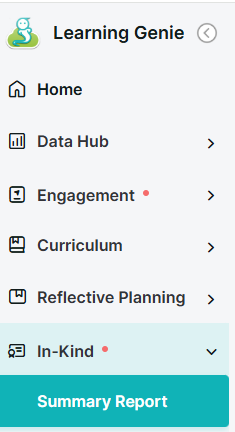 Learning Genie
Home
Data Hub
Engagement
Curriculum
Reflective Planning
In-Kind
Summary Report